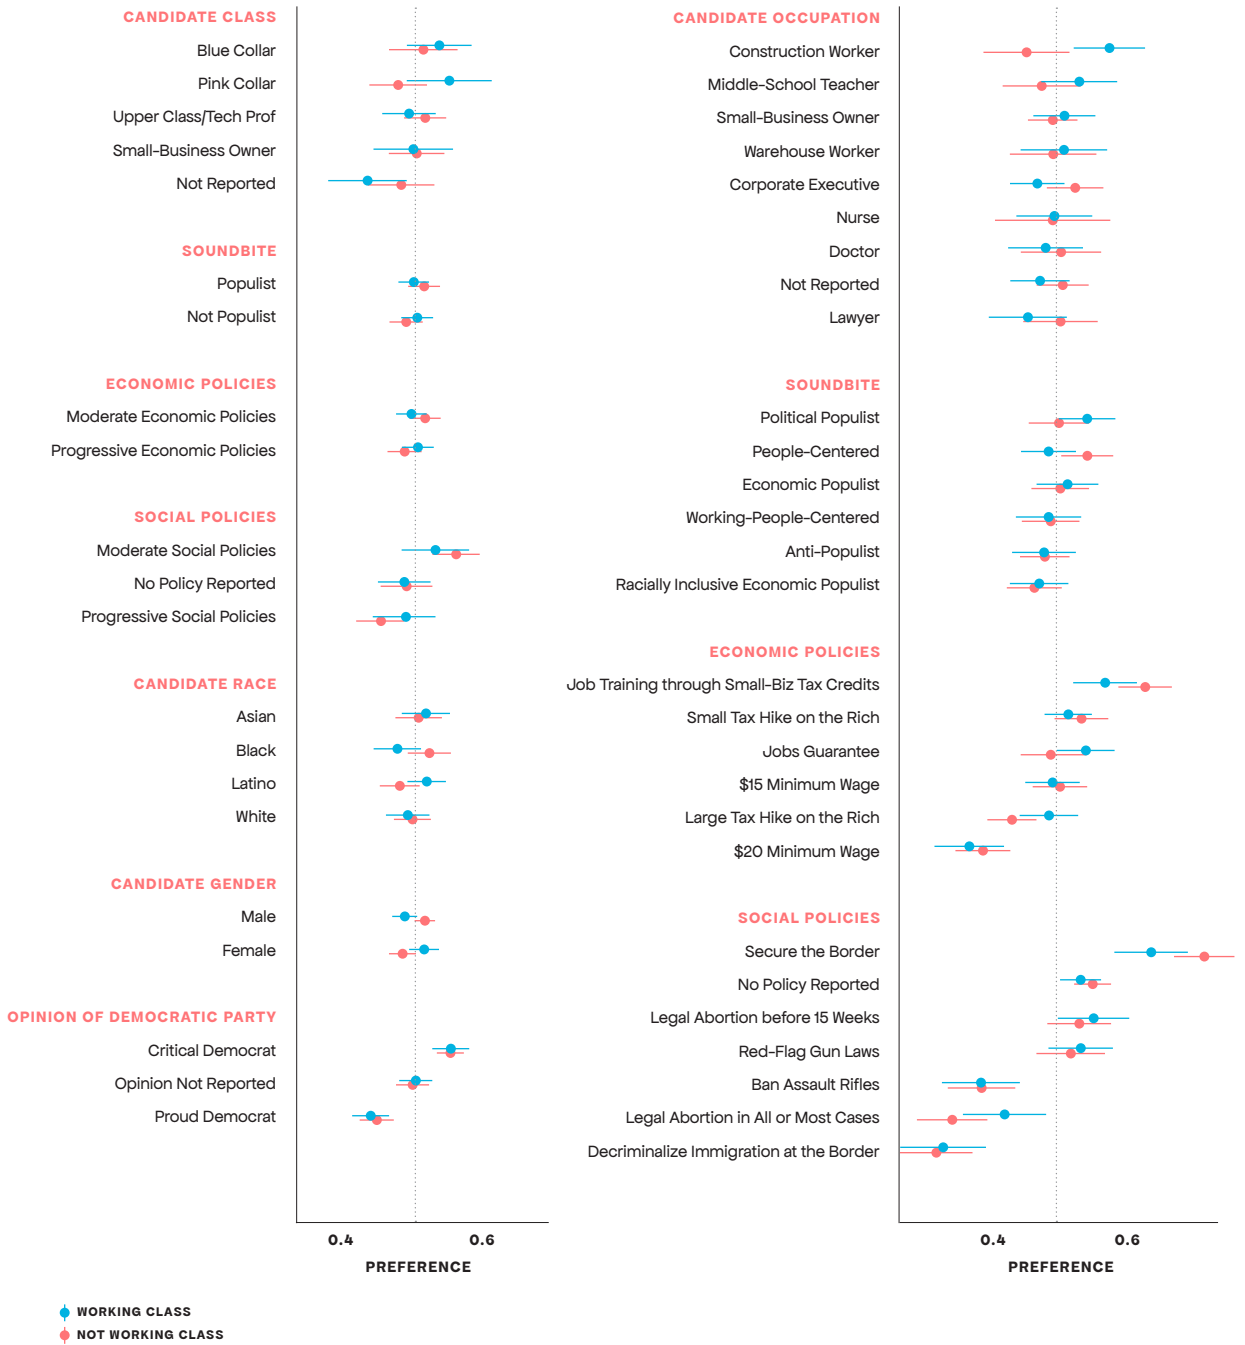 CANDIDATE CLASS
Blue Collar
Pink Collar
Upper Class/Tech Prof
Small-Business Owner
Not Reported
SOUNDBITE
Populist
Not Populist
ECONOMIC POLICIES
Moderate Economic Policies
Progressive Economic Policies
SOCIAL POLICIES
Moderate Social Policies
No Policy Reported
Progressive Social Policies
CANDIDATE RACE
Asian
Black
Latino
White
CANDIDATE GENDER
Male
Female
OPINION OF DEMOCRATIC PARTY
Critical Democrat
Opinion Not Reported
Proud Democrat
0.4 0.6
PREFERENCE
CANDIDATE OCCUPATION
Construction Worker
Middle-School Teacher
Small-Business Owner
Warehouse Worker
Corporate Executive
Nurse
Doctor
Not Reported
Lawyer
SOUNDBITE
Political Populist
People-Centered
Economic Populist
Working-People-Centered
Anti-Populist
Racially Inclusive Economic Populist
ECONOMIC POLICIES
Job Training through Small-Biz Tax Credits
Small Tax Hike on the Rich
Jobs Guarantee
$15 Minimum Wage
Large Tax Hike on the Rich
$20 Minimum Wage
SOCIAL POLICIES
Secure the Border
No Policy Reported
Legal Abortion before 15 Weeks
Red-Flag Gun Laws
Ban Assault Rifles
Legal Abortion in All or Most Cases
Decriminalize Immigration at the Border
0.4 0.6
PREFERENCE
WORKING CLASS
NOT WORKING CLASS